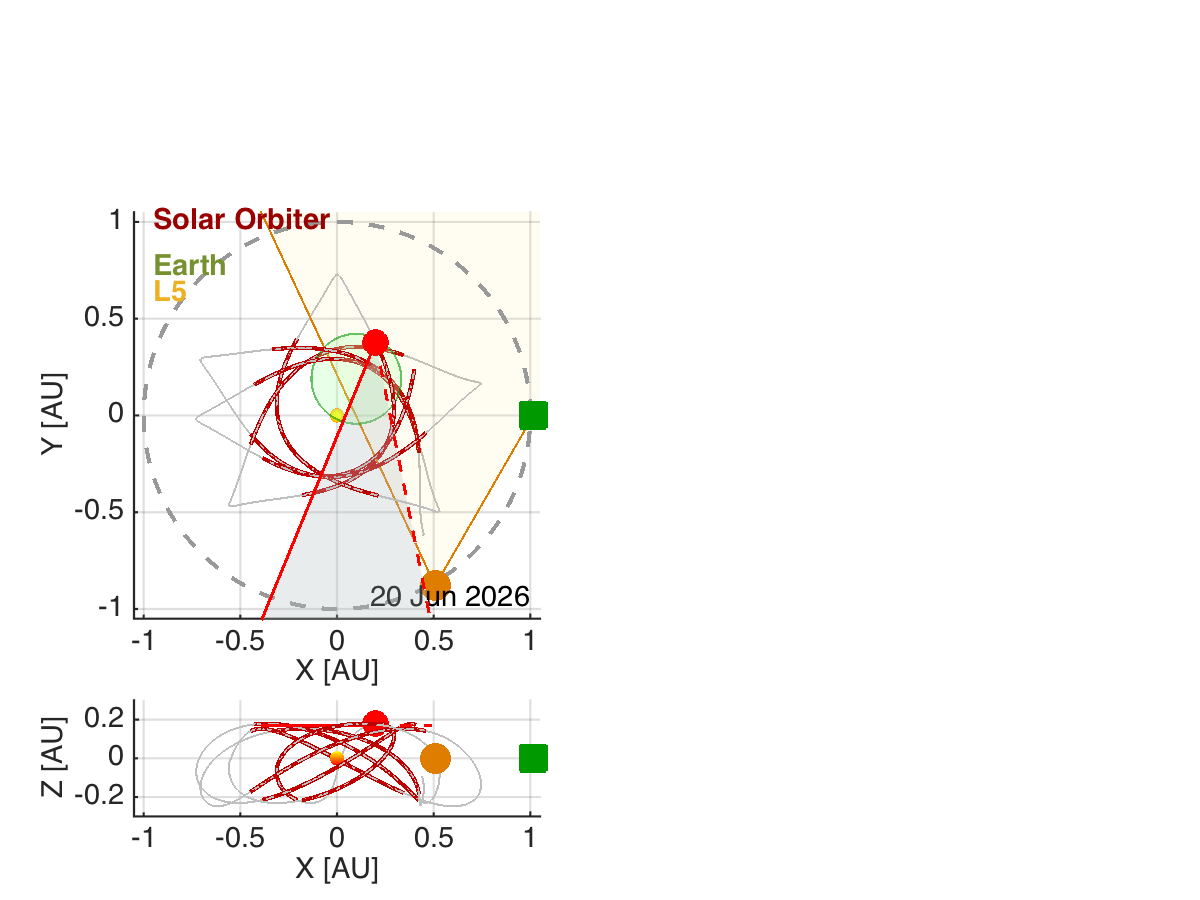 Solar Orbiter
Earth
L5
20 Jun 2026
1
0.5
0
-0.5
-1
Y [AU]
-1 -0.5 0 0.5 1
X [AU]
0.2
0
-0.2
Z [AU]
-1 -0.5 0 0.5 1
X [AU]